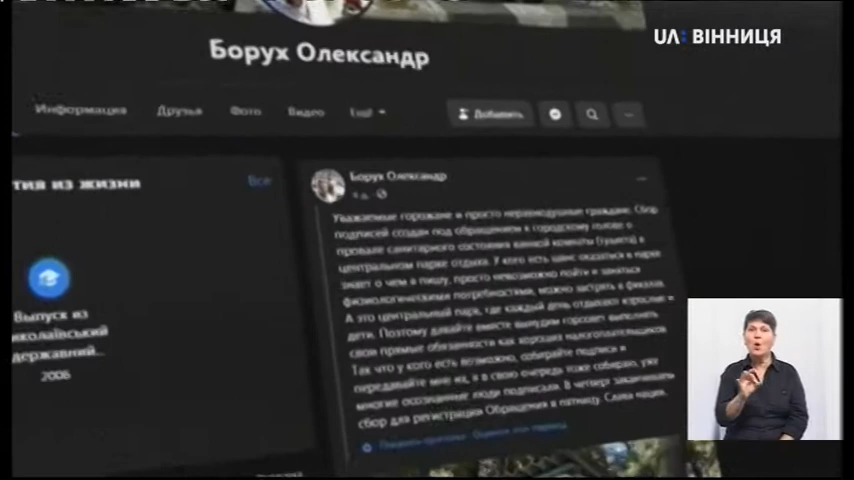 UA: ВІННИЦЯ
Борух Олександр
Информация Друзья Фото Видео Ещё
Добавить
тия из жизни Все
Борух Олександр
Уважаемые горожане и просто неравнодушные граждане. Сбор
подписей создан под обращением к городскому голове о
провале санитарного состояния ванной комнаты (туалета) в
центральном парке отдыха. У кого есть шанс оказаться в парке
знает о чем я пишу, просто невозможно пойти и заняться
физиологическими потребностями, можно застрять в фекалиях.
А это центральный парк, где каждый день отдыхают взрослые и
дети. Поэтому давайте вместе вынудим горсовет выполнять
свои прямые обязанности как хороших налогоплательщиков
Так что у кого есть возможно, собирайте подписи и
передавайте мне их, я в свою очередь тоже собираю, уже
многие осознанные люди подписали. В четверг заканчиваем
сбор для регистрации Обращения в пятницу. Слава нации.
Выпуск из
иколаївський
державний...
2006